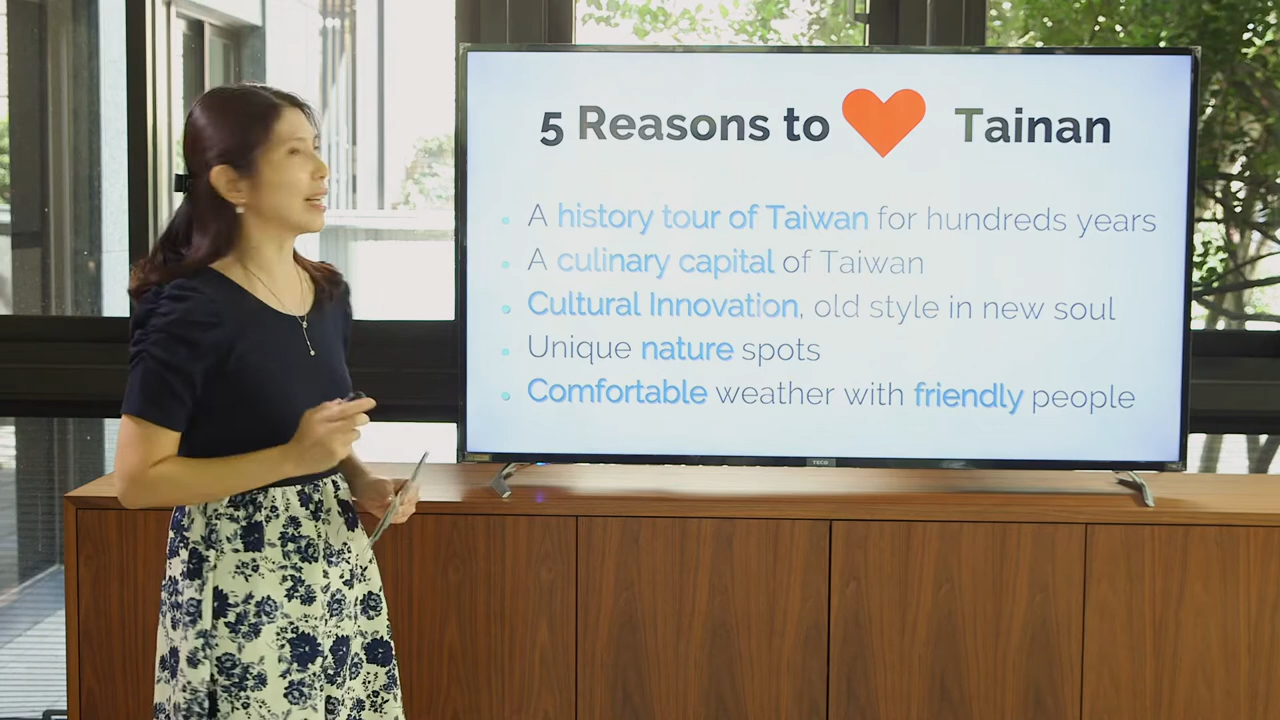 5 Reasons to Tainan
A history tour of Taiwan for hundreds years
A culinary capital of Taiwan
Cultural Innovation, old style in new soul
Unique nature spots
Comfortable weather with friendly people
TECO